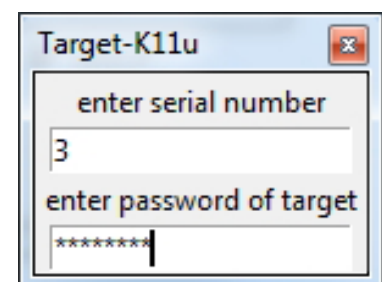 Target-K11u
enter serial number
3
enter password of target
********